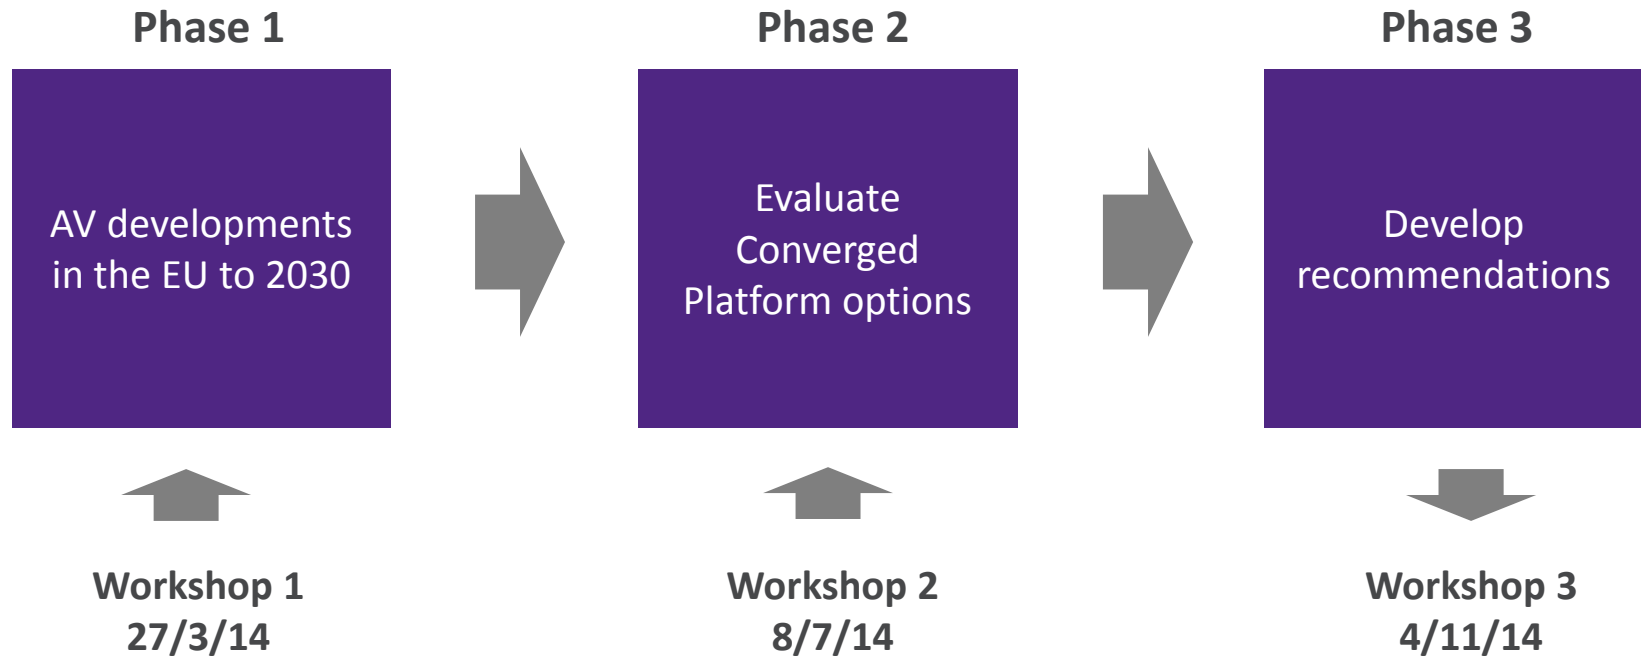 Phase 1
Phase 2
Phase 3
AV developments
in the EU to 2030
Evaluate
Converged
Platform options
Develop
recommendations
Workshop 1
27/3/14
Workshop 2
8/7/14
Workshop 3
4/11/14